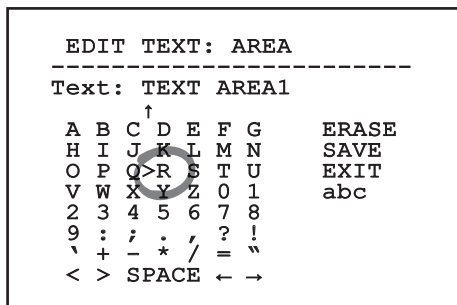 EDIT TEXT: AREA
------------------------
Text: TEXT AREA1
↑
A B C D E F G ERASE
H I J K L M N SAVE
O P Q>R S T U EXIT
V W X Y Z 0 1 abc
2 3 4 5 6 7 8
9 : ; . , ? !
‵ + - * / = ‶
< > SPACE ← →